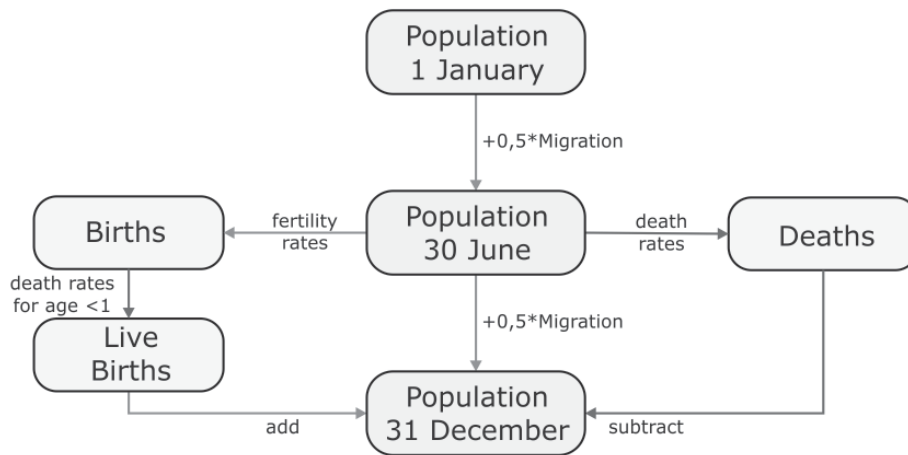 Population
1 January
+0,5*Migration
Births
fertility
rates
Population
30 June
death
rates
Deaths
death rates
for age <1
Live
Births
+0,5*Migration
add
Population
31 December
subtract